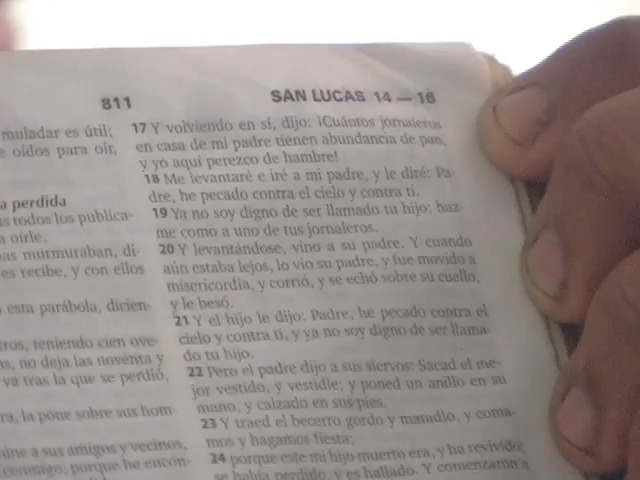 811
SAN LUCAS 14 — 16
muladar es útil;
oídos para oír,
a perdida
todos los publica-
oírle,
murmuraban, di-
recibe, y con ellos
esta parábola, dicien-
teniendo cien ove-
no deja las noventa y
va tras la que se perdió,
la pone sobre sus hom-
a sus amigos y vecinos,
conmigo, porque he encon-
17 Y volviendo en sí, dijo: ¡Cuántos jornaleros
en casa de mi padre tienen abundancia de pan,
y yo aquí perezco de hambre!
18 Me levantaré e iré a mi padre, y le diré: Pa-
dre, he pecado contra el cielo y contra ti.
19 Ya no soy digno de ser llamado tu hijo; haz
me como a uno de tus jornaleros.
20 Y levantándose, vino a su padre. Y cuando
aún estaba lejos, lo vio su padre, y fue movido a
misericordia, y corrió, y se echó sobre su cuello,
y le besó.
21 Y el hijo le dijo: Padre, he pecado contra el
cielo y contra ti, y ya no soy digno de ser llama-
do tu hijo.
22 Pero el padre dijo a sus siervos: Sacad el me-
jor vestido, y vestidle; y poned un anillo en su
mano, y calzado en sus pies.
23 Y traed el becerro gordo y matadlo, y coma-
mos y hagamos fiesta;
24 porque este mi hijo muerto era, y ha revivido;
se había perdido, y es hallado. Y comenzaron a